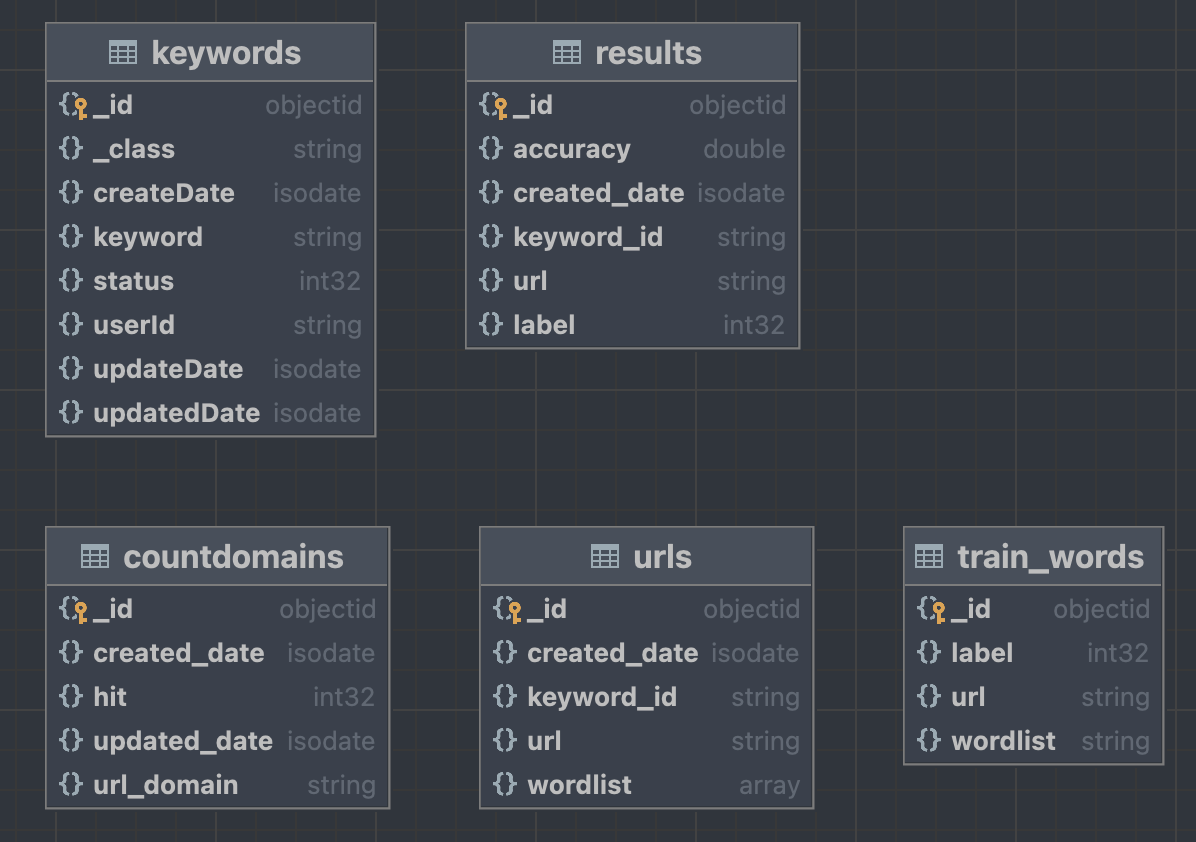 keywords
_id objectid
_class string
createDate isodate
keyword string
status int32
userId string
updateDate isodate
updatedDate isodate
results
_id objectid
accuracy double
created_date isodate
keyword_id string
url string
label int32
countdomains
_id objectid
created_date isodate
hit int32
updated_date isodate
url_domain string
urls
_id objectid
created_date isodate
keyword_id string
url string
wordlist array
train_words
_id objectid
label int32
url string
wordlist string